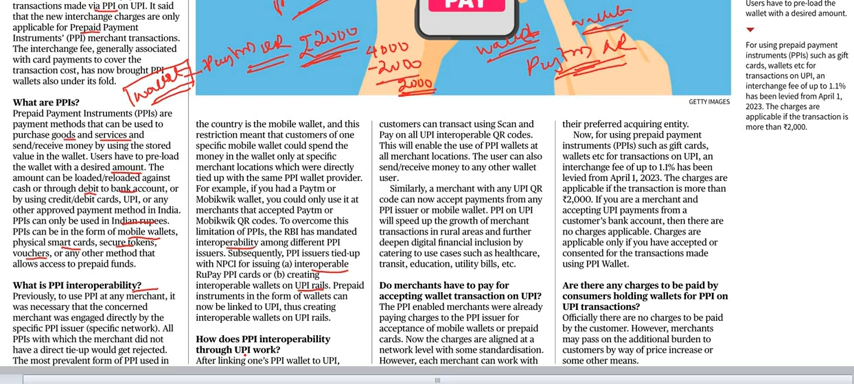 transactions made via PPI on UPI. It said
that the new interchange charges are only
applicable for Prepaid Payment
Instruments' (PPI) merchant transactions.
The interchange fee, generally associated
with card payments to cover the
transaction cost, has now brought PPI
wallets also under its fold.
What are PPIs?
Prepaid Payment Instruments (PPIs) are
payment methods that can be used to
purchase goods and services and
send/receive money by using the stored
value in the wallet. Users have to pre-load
the wallet with a desired amount. The
amount can be loaded/reloaded against
cash or through debit to bank account, or
by using credit/debit cards, UPI, or any
other approved payment method in India.
PPIs can only be used in Indian rupees.
PPIs can be in the form of mobile wallets,
physical smart cards, secure tokens,
vouchers, or any other method that
allows access to prepaid funds.
What is PPI interoperability?
Previously, to use PPI at any merchant, it
was necessary that the concerned
merchant was engaged directly by the
specific PPI issuer (specific network). All
PPIs with which the merchant did not
have a direct tie-up would get rejected.
The most prevalent form of PPI used in
wallet
Paytm QR
₹2000
4000
-2000
2000
wallet
wallet
Paytm QR
PAY
GETTY IMAGES
the country is the mobile wallet, and this
restriction meant that customers of one
specific mobile wallet could spend the
money in the wallet only at specific
merchant locations which were directly
tied up with the same PPI wallet provider.
For example, if you had a Paytm or
Mobikwik wallet, you could only use it at
merchants that accepted Paytm or
Mobikwik QR codes. To overcome this
limitation of PPIs, the RBI has mandated
interoperability among different PPI
issuers. Subsequently, PPI issuers tied-up
with NPCI for issuing (a) interoperable
RuPay PPI cards or (b) creating
interoperable wallets on UPI rails. Prepaid
instruments in the form of wallets can
now be linked to UPI, thus creating
interoperable wallets on UPI rails.
How does PPI interoperability
through UPI work?
After linking one's PPI wallet to UPI,
customers can transact using Scan and
Pay on all UPI interoperable QR codes.
This will enable the use of PPI wallets at
all merchant locations. The user can also
send/receive money to any other wallet
user.
Similarly, a merchant with any UPI QR
code can now accept payments from any
PPI issuer or mobile wallet. PPI on UPI
will speed up the growth of merchant
transactions in rural areas and further
deepen digital financial inclusion by
catering to use cases such as healthcare,
transit, education, utility bills, etc.
Do merchants have to pay for
accepting wallet transaction on UPI?
The PPI enabled merchants were already
paying charges to the PPI issuer for
acceptance of mobile wallets or prepaid
cards. Now the charges are aligned at a
network level with some standardisation.
However, each merchant can work with
their preferred acquiring entity.
Now, for using prepaid payment
instruments (PPIs) such as gift cards,
wallets etc for transactions on UPI, an
interchange fee of up to 1.1% has been
levied from April 1, 2023. The charges are
applicable if the transaction is more than
₹2,000. If you are a merchant and
accepting UPI payments from a
customer's bank account, then there are
no charges applicable. Charges are
applicable only if you have accepted or
consented for the transactions made
using PPI Wallet.
Are there any charges to be paid by
consumers holding wallets for PPI on
UPI transactions?
Officially there are no charges to be paid
by the customer. However, merchants
may pass on the additional burden to
customers by way of price increase or
some other means.
Users have to pre-load the
wallet with a desired amount.
For using prepaid payment
instruments (PPIs) such as gift
cards, wallets etc for
transactions on UPI, an
interchange fee of up to 1.1%
has been levied from April 1,
2023. The charges are
applicable if the transaction is
more than ₹2,000.